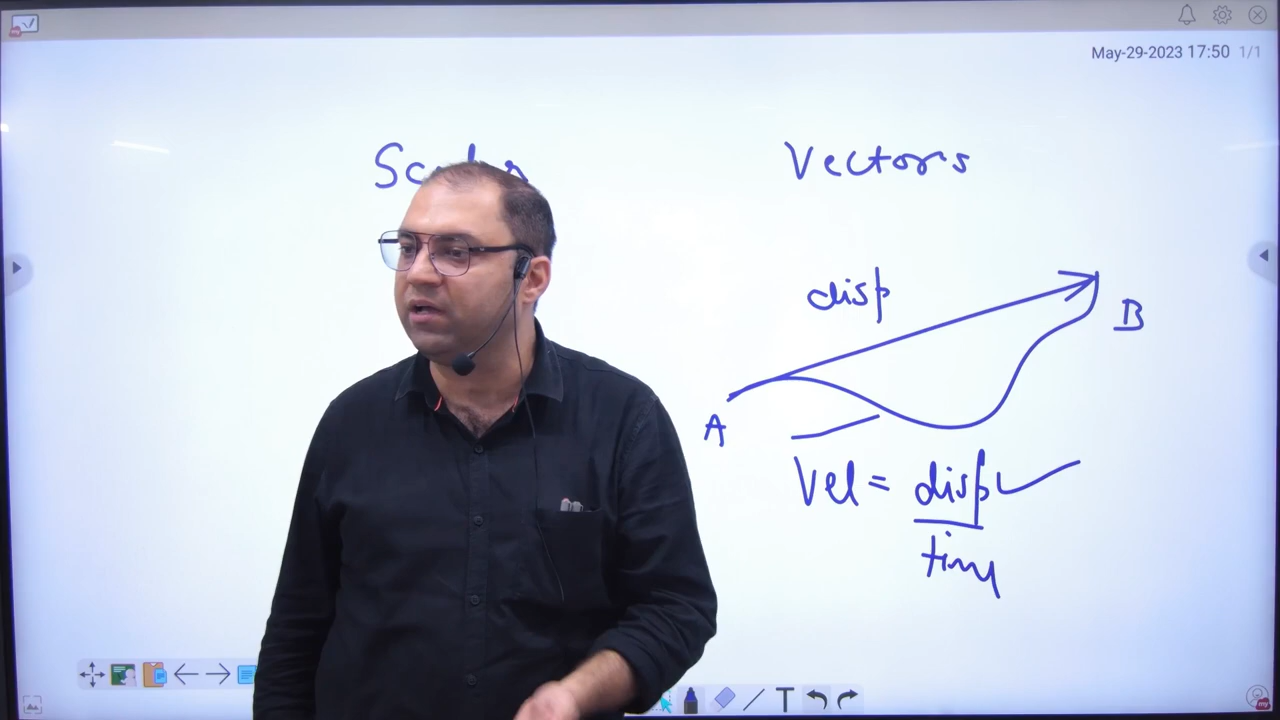 May-29-2023 17:50 1/1
Vectors
disp
B
A
Vel = disp
time
T